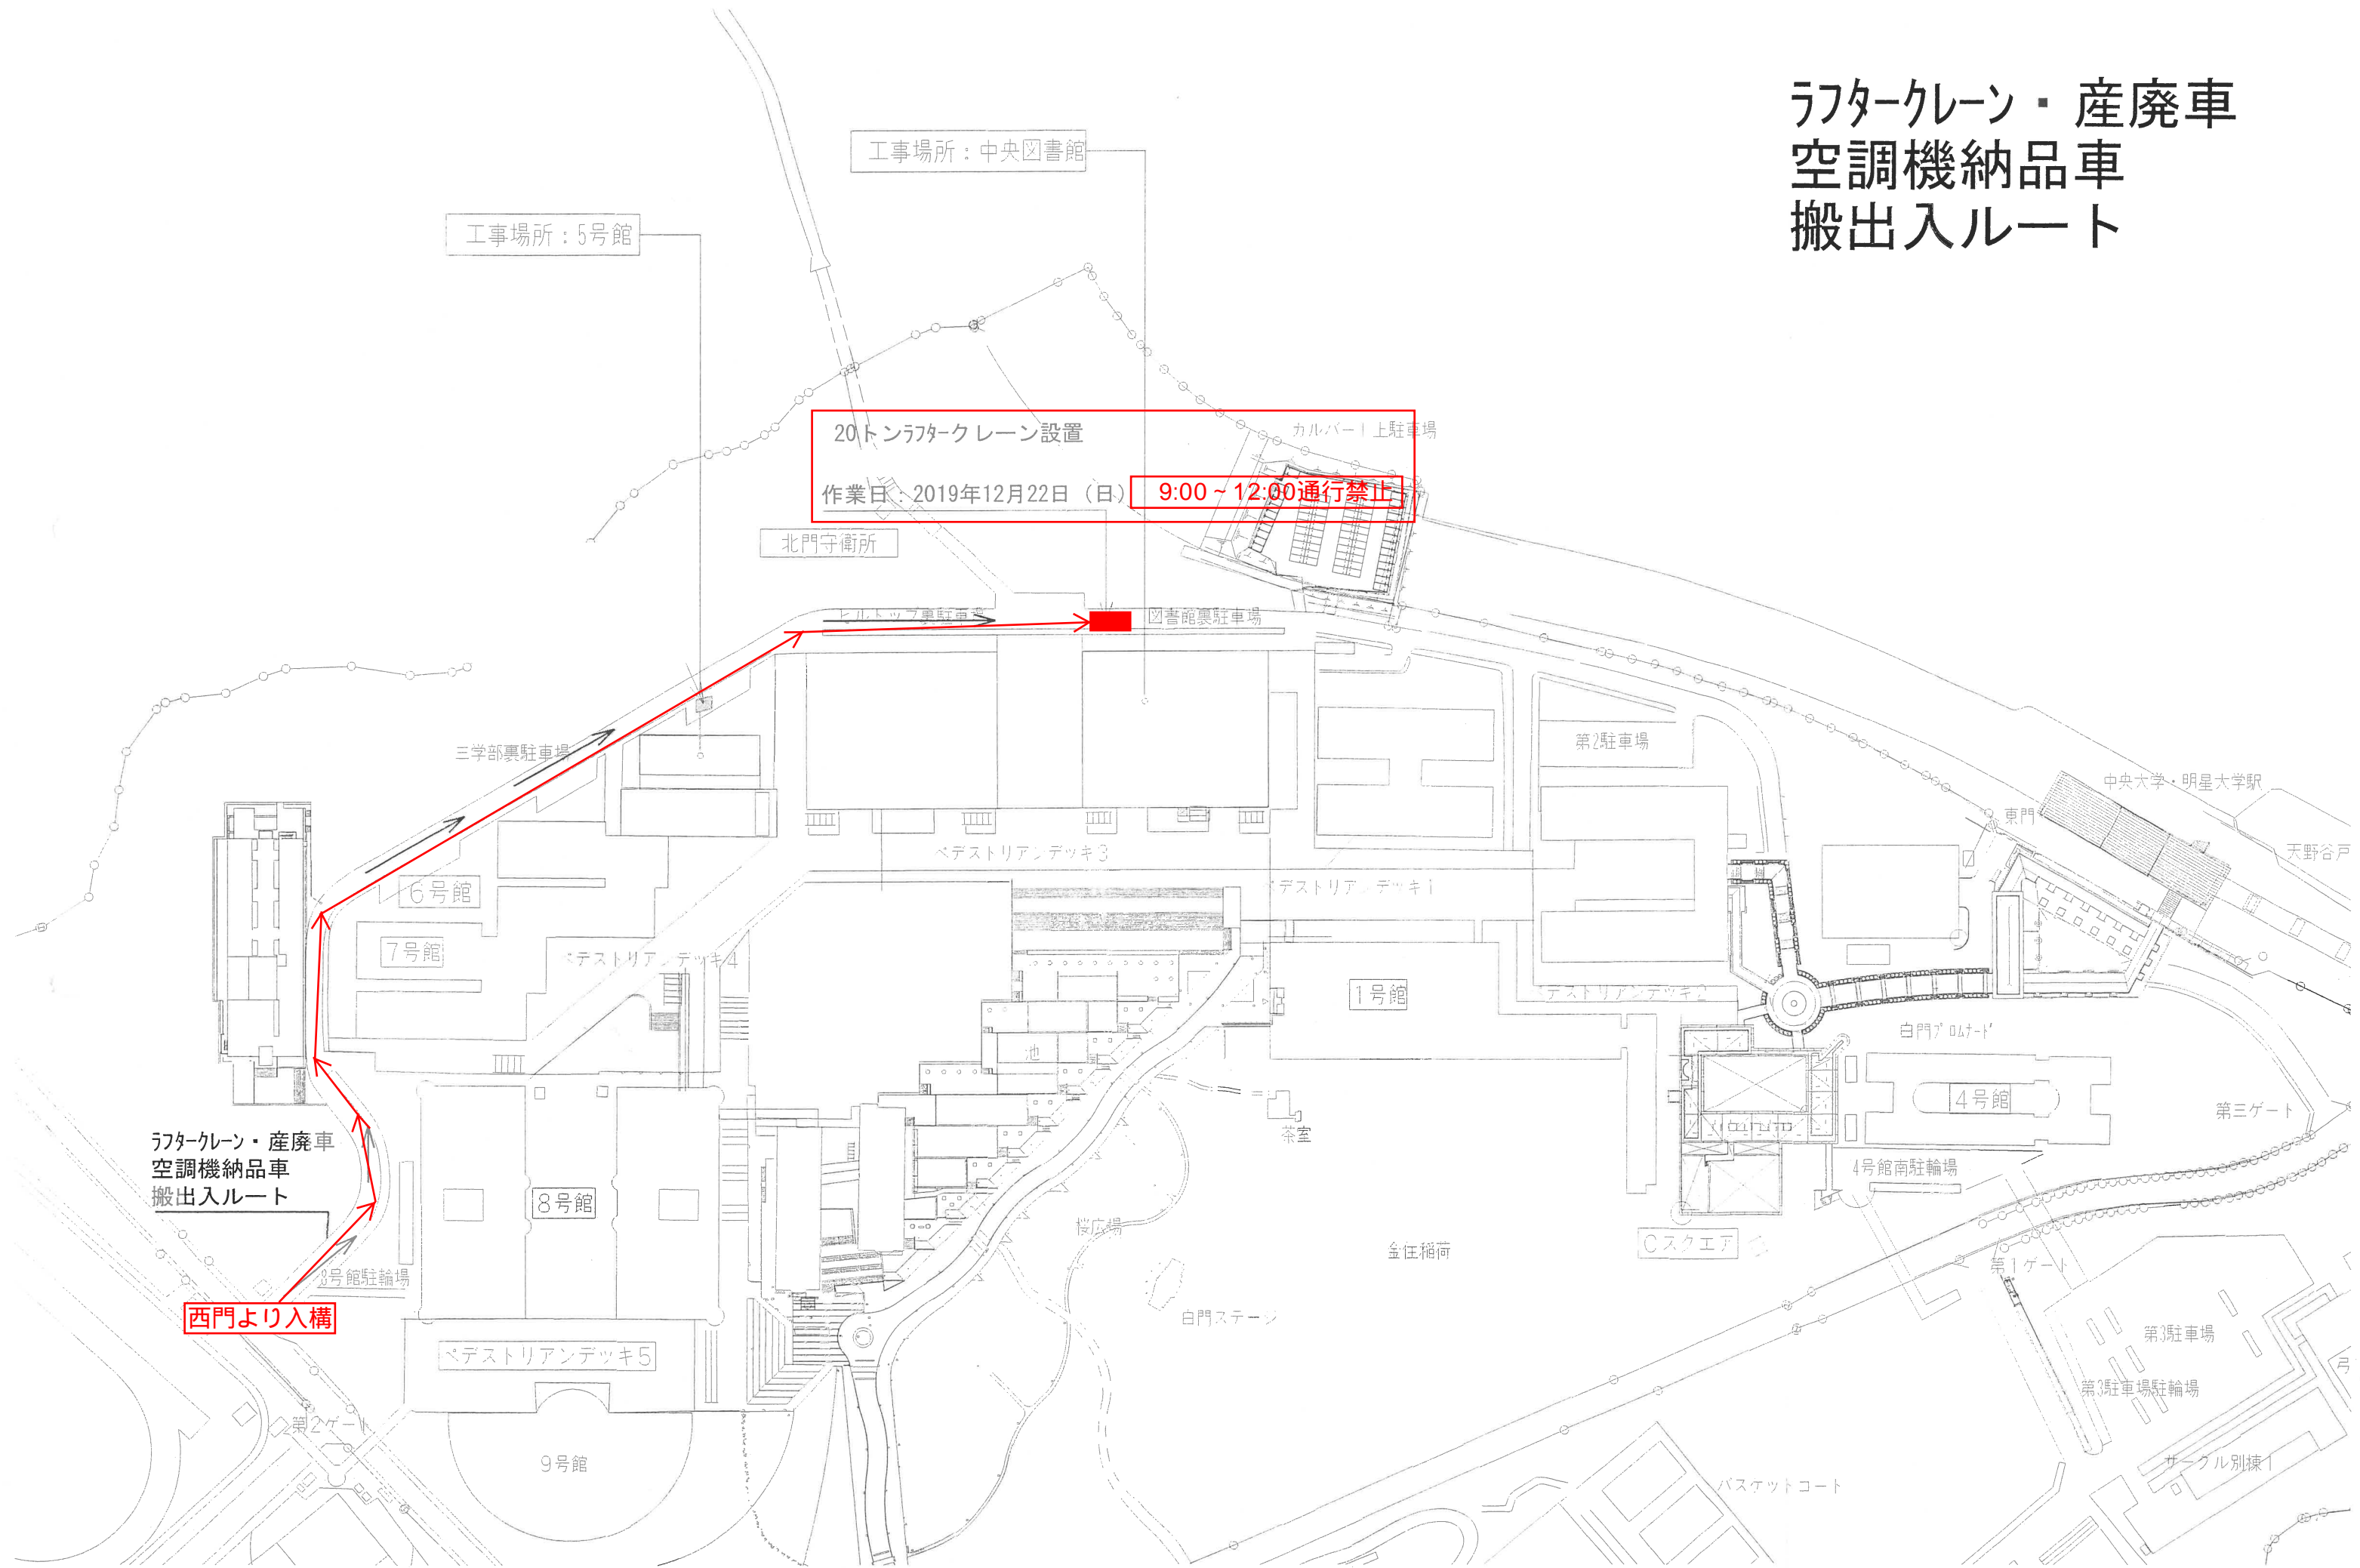 ﾗﾌﾀｰｸﾚｰﾝ・産廃車
空調機納品車
搬出入ルート
工事場所：中央図書館
工事場所：5号館
20トンﾗﾌﾀｰクレーン設置
カルバート上駐車場
作業日：2019年12月22日（日）
9:00～12:00通行禁止
北門守衛所
ヒルトップ裏駐車場
図書館裏駐車場
三学部裏駐車場
第2駐車場
中央大学・明星大学駅
東門
天野谷戸
ペデストリアンデッキ3
ペデストリアンデッキ1
6号館
7号館
ペデストリアンデッキ4
1号館
ペデストリアンデッキ2
白門ﾌﾟﾛﾑﾅｰﾄﾞ
池
4号館
第三ゲート
茶室
ﾗﾌﾀｰｸﾚｰﾝ・産廃車
空調機納品車
搬出入ルート
4号館南駐輪場
8号館
桜広場
金住稲荷
Cスクエア
第1ゲート
8号館駐輪場
西門より入構
白門ステージ
第3駐車場
ペデストリアンデッキ5
第3駐車場駐輪場
弓
第2ゲート
9号館
サークル別棟1
バスケットコート